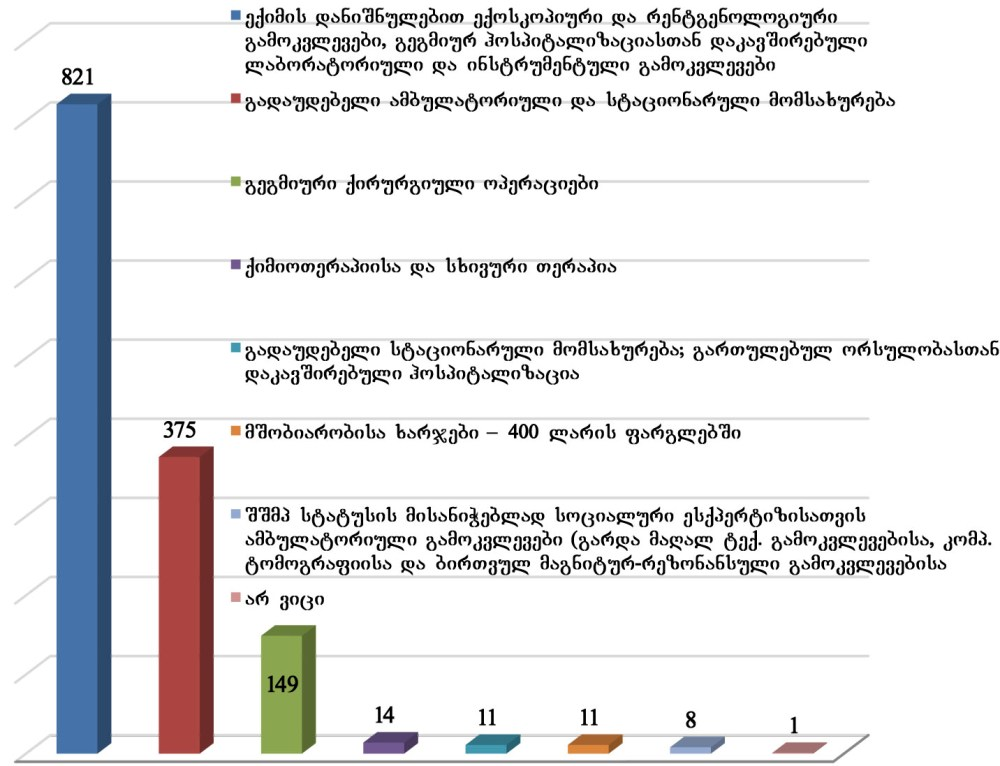 ექიმის დანიშნულებით ექოსკოპიური და რენტგენოლოგიური
გამოკვლევები, გეგმიურ ჰოსპიტალიზაციასთან დაკავშირებული
ლაბორატორიული და ინსტრუმენტული გამოკვლევები
821
გადაუდებელი ამბულატორიული და სტაციონარული მომსახურება
გეგმიური ქირურგიული ოპერაციები
ქიმიოთერაპიისა და სხივური თერაპია
გადაუდებელი სტაციონარული მომსახურება; გართულებულ ორსულობასთან
დაკავშირებული ჰოსპიტალიზაცია
375
მშობიარობისა ხარჯები – 400 ლარის ფარგლებში
შშმპ სტატუსის მისანიჭებლად სოციალური ესქპერტიზისათვის
ამბულატორიული გამოკვლევები (გარდა მაღალ ტექ. გამოკვლევებისა, კომპ.
ტომოგრაფიისა და ბირთვულ მაგნიტურ-რეზონანსული გამოკვლევებისა
არ ვიცი
149
14 11 11 8 1